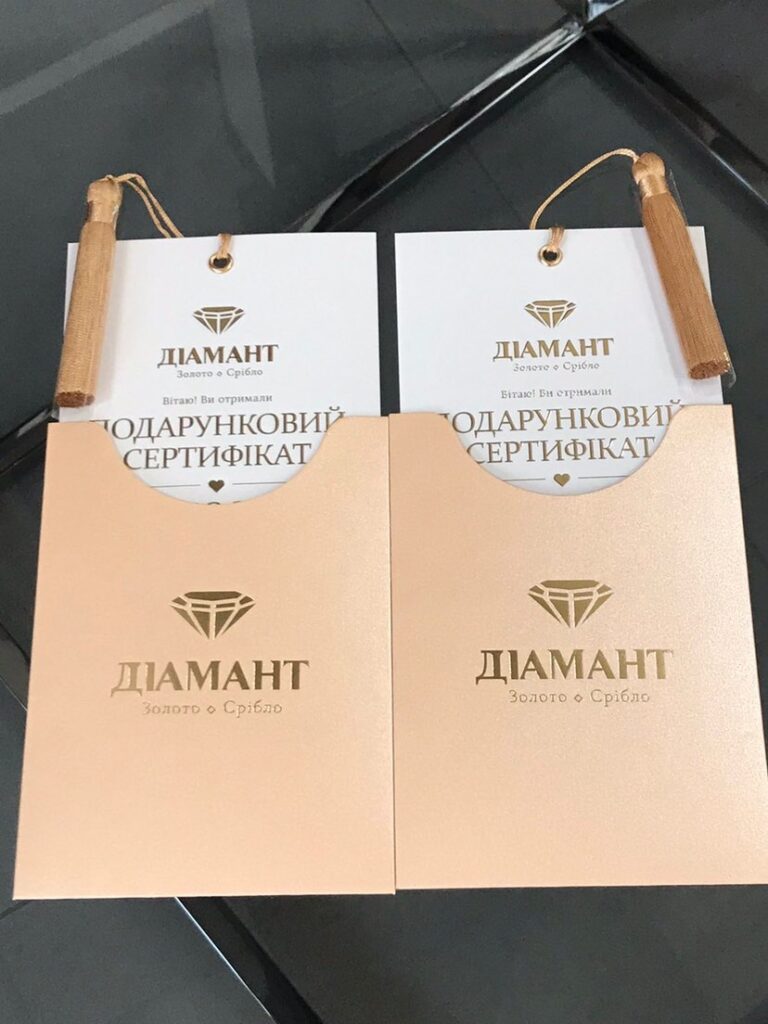 ДІАМАНТ
Золото Срібло
Вітаю! Ви отримали
ПОДАРУНКОВИЙ
СЕРТИФІКАТ
ДІАМАНТ
Золото Срібло
ДІАМАНТ
Золото Срібло
Вітаю! Ви отримали
ПОДАРУНКОВИЙ
СЕРТИФІКАТ
ДІАМАНТ
Золото Срібло